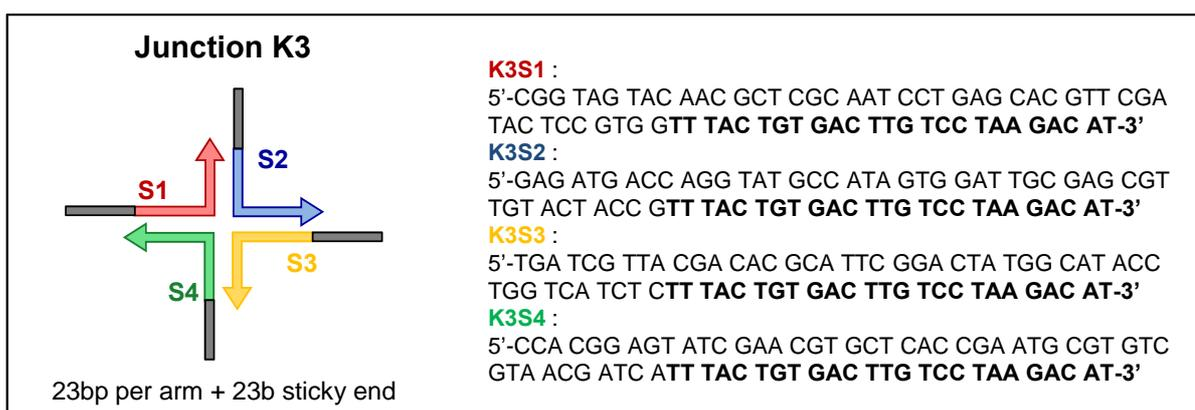 Junction K3
S1
S2
S3
S4
23bp per arm + 23b sticky end
K3S1 :
5’-CGG TAG TAC AAC GCT CGC AAT CCT GAG CAC GTT CGA
TAC TCC GTG GTT TAC TGT GAC TTG TCC TAA GAC AT-3’
K3S2 :
5’-GAG ATG ACC AGG TAT GCC ATA GTG GAT TGC GAG CGT
TGT ACT ACC GTT TAC TGT GAC TTG TCC TAA GAC AT-3’
K3S3 :
5’-TGA TCG TTA CGA CAC GCA TTC GGA CTA TGG CAT ACC
TGG TCA TCT CTT TAC TGT GAC TTG TCC TAA GAC AT-3’
K3S4 :
5’-CCA CGG AGT ATC GAA CGT GCT CAC CGA ATG CGT GTC
GTA ACG ATC ATT TAC TGT GAC TTG TCC TAA GAC AT-3’